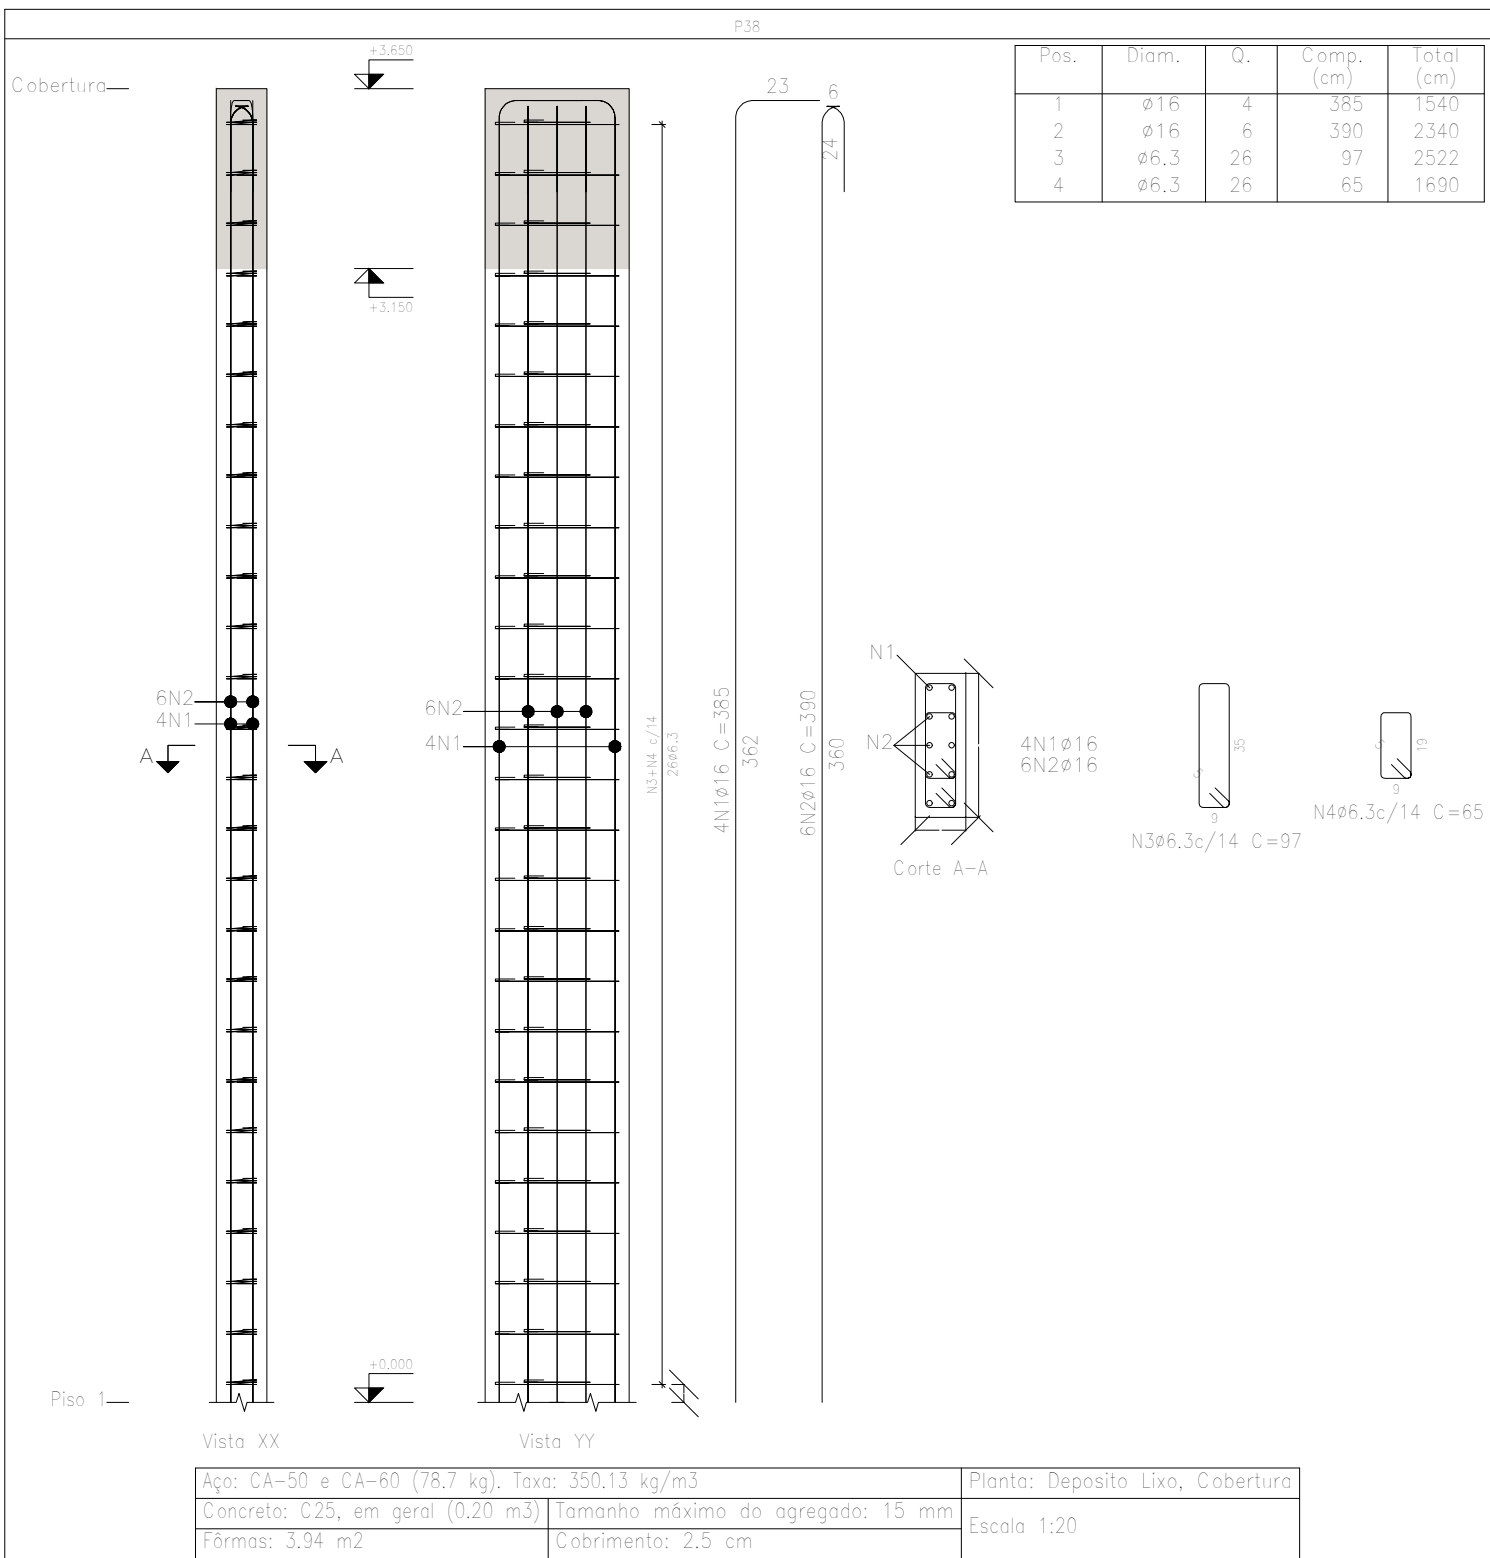 P38
Cobertura
+3.650
+3.150
23
6
24
Pos. Diam. Q. Comp. (cm) Total (cm)
1 ø16 4 385 1540
2 ø16 6 390 2340
3 ø6.3 26 97 2522
4 ø6.3 26 65 1690
6N2
4N1
A
A
6N2
4N1
N3+N4 c/14
26ø6.3
4N1ø16 C=385
362
6N2ø16 C=390
360
N1
N2
Corte A-A
4N1ø16
6N2ø16
5
35
9
N3ø6.3c/14 C=97
5
19
9
N4ø6.3c/14 C=65
+0.000
Piso 1
Vista XX
Vista YY
Aço: CA-50 e CA-60 (78.7 kg). Taxa: 350.13 kg/m3
Planta: Deposito Lixo, Cobertura
Concreto: C25, em geral (0.20 m3)
Tamanho máximo do agregado: 15 mm
Escala 1:20
Fôrmas: 3.94 m2
Cobrimento: 2.5 cm